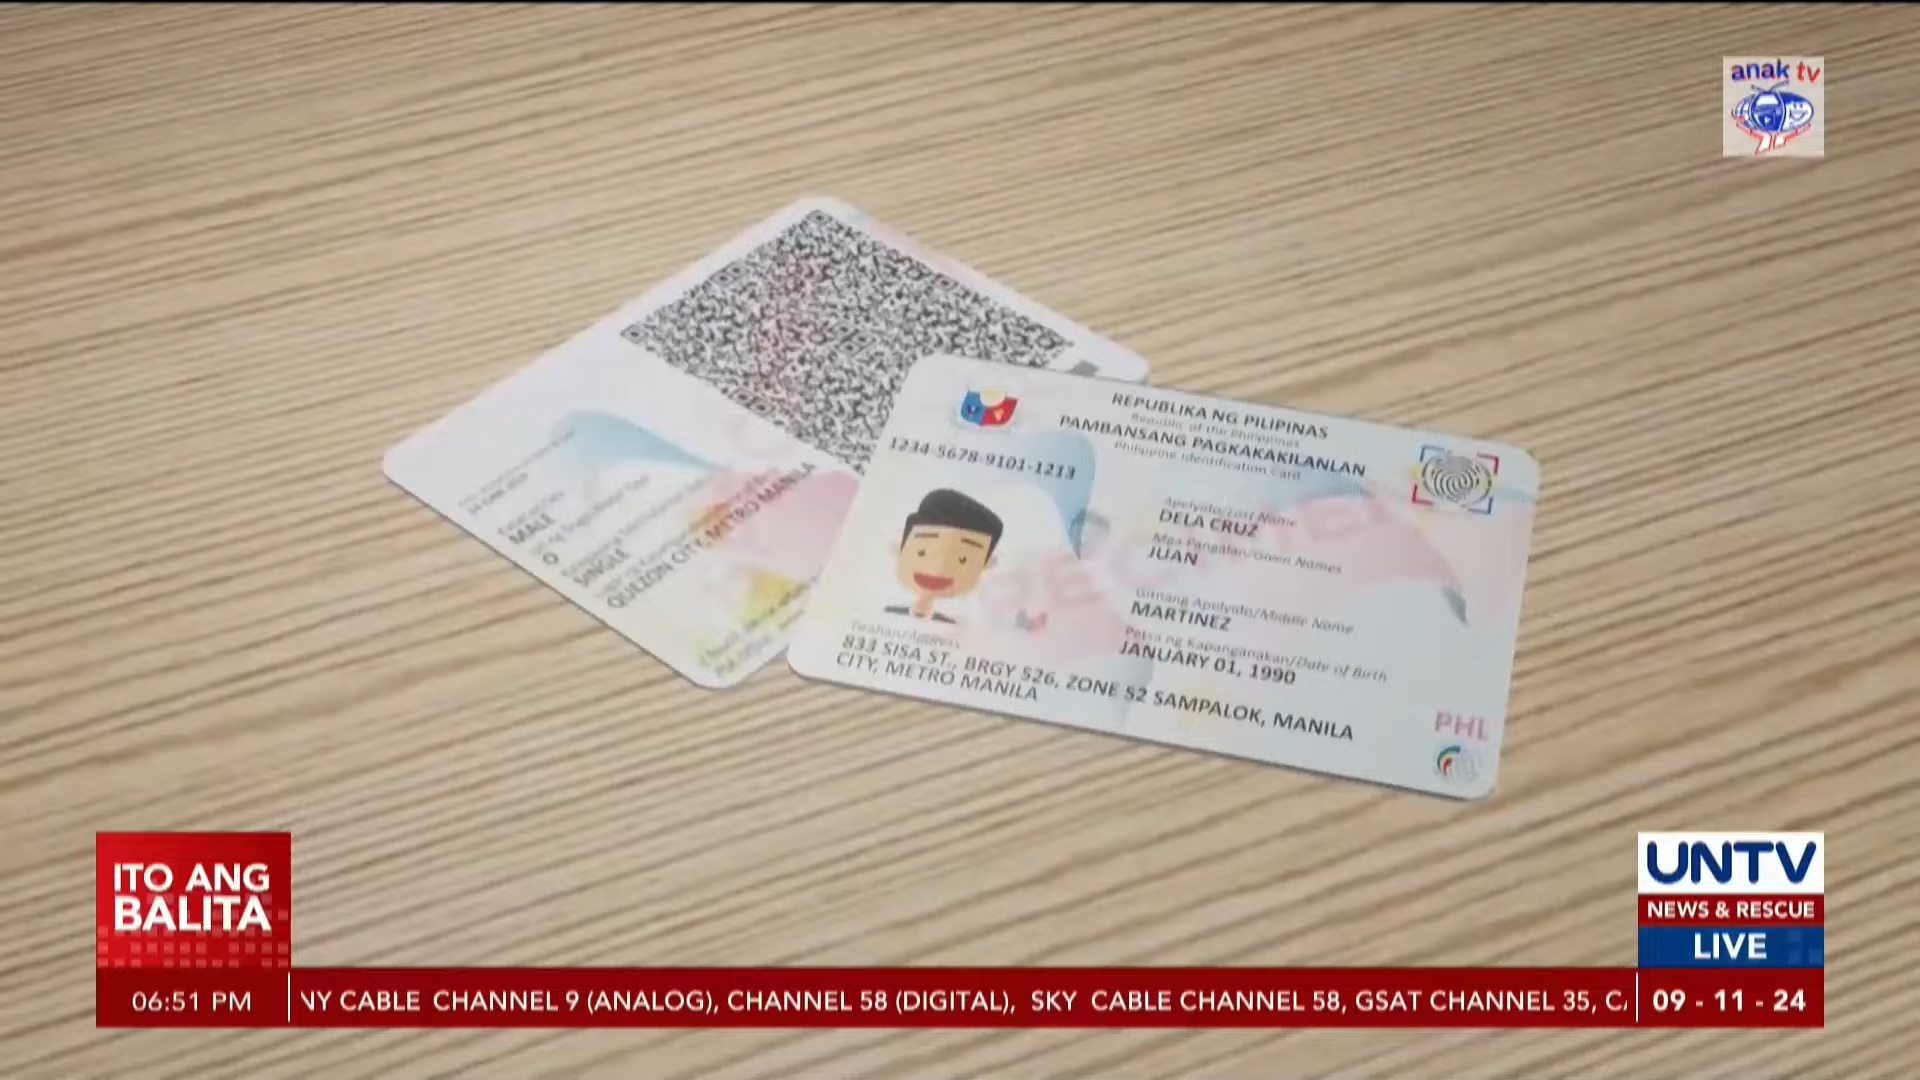 anak tv
REPUBLIKA NG PILIPINAS
Republic of the Philippines
PAMBANSANG PAGKAKAKILANLAN
Philippine Identification Card
1234-5678-9101-1213
Apelyido/Last Name
DELA CRUZ
Mga Pangalan/Given Names
JUAN
Gitnang Apelyido/Middle Name
MARTINEZ
Petsa ng Kapanganakan/Date of Birth
JANUARY 01, 1990
Tirahan/Address
833 SISA ST., BRGY 526, ZONE 52 SAMPALOK, MANILA
CITY, METRO MANILA
PHL
MALE
O
SINGLE
QUEZON CITY, METRO MANILA
ITO ANG
BALITA
UNTV
NEWS & RESCUE
LIVE
06:51 PM
NY CABLE CHANNEL 9 (ANALOG), CHANNEL 58 (DIGITAL), SKY CABLE CHANNEL 58, GSAT CHANNEL 35,
09 - 11 - 24